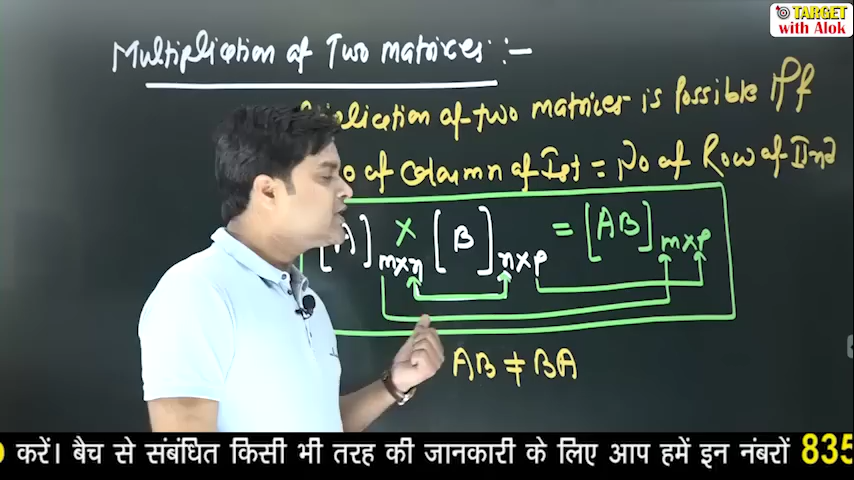 TARGET
with Alok
Multiplication of Two matrices :-
of two matrices is possible iff
of column of Ist = No of Row of IInd
[A]m×n × [B]n×p = [AB]m×p
AB ≠ BA
करें। बैच से संबंधित किसी भी तरह की जानकारी के लिए आप हमें इन नंबरों 835